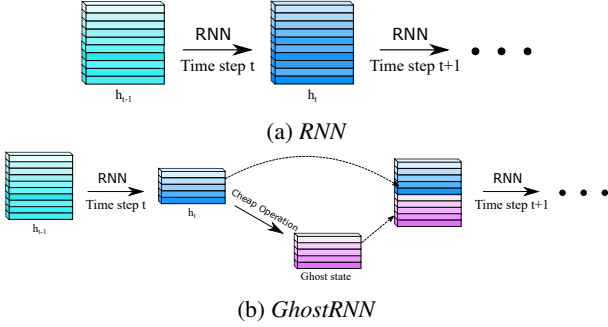 RNN RNN
Time step t Time step t+1
h_{t-1} h_t
(a) RNN
RNN RNN
Time step t Time step t+1
h_{t-1} h_t
Cheap Operation
Ghost state
(b) GhostRNN